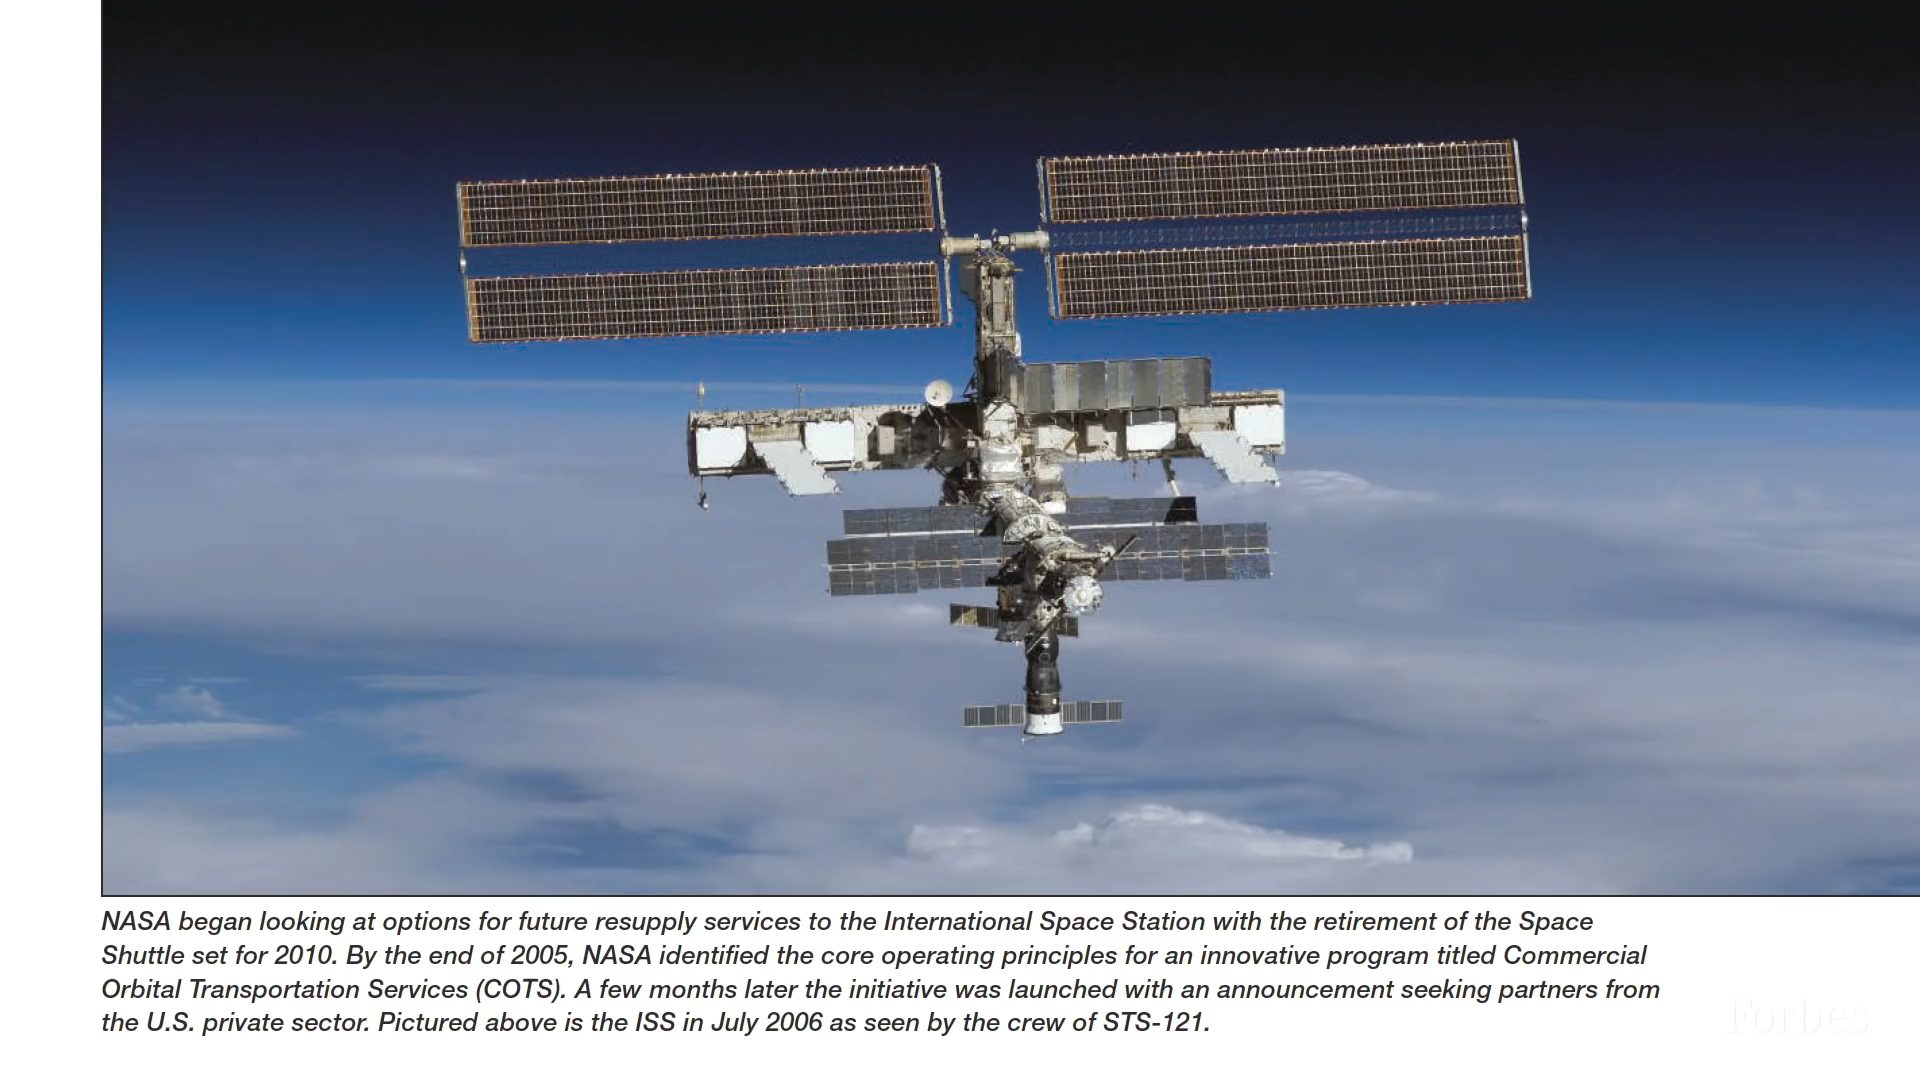 NASA began looking at options for future resupply services to the International Space Station with the retirement of the Space
Shuttle set for 2010. By the end of 2005, NASA identified the core operating principles for an innovative program titled Commercial
Orbital Transportation Services (COTS). A few months later the initiative was launched with an announcement seeking partners from
the U.S. private sector. Pictured above is the ISS in July 2006 as seen by the crew of STS-121.
Forbes